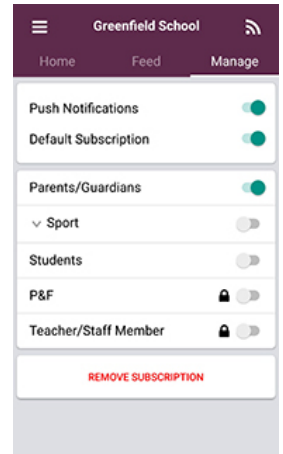 Greenfield School
Home Feed Manage
Push Notifications
Default Subscription
Parents/Guardians
Sport
Students
P&F
Teacher/Staff Member
REMOVE SUBSCRIPTION